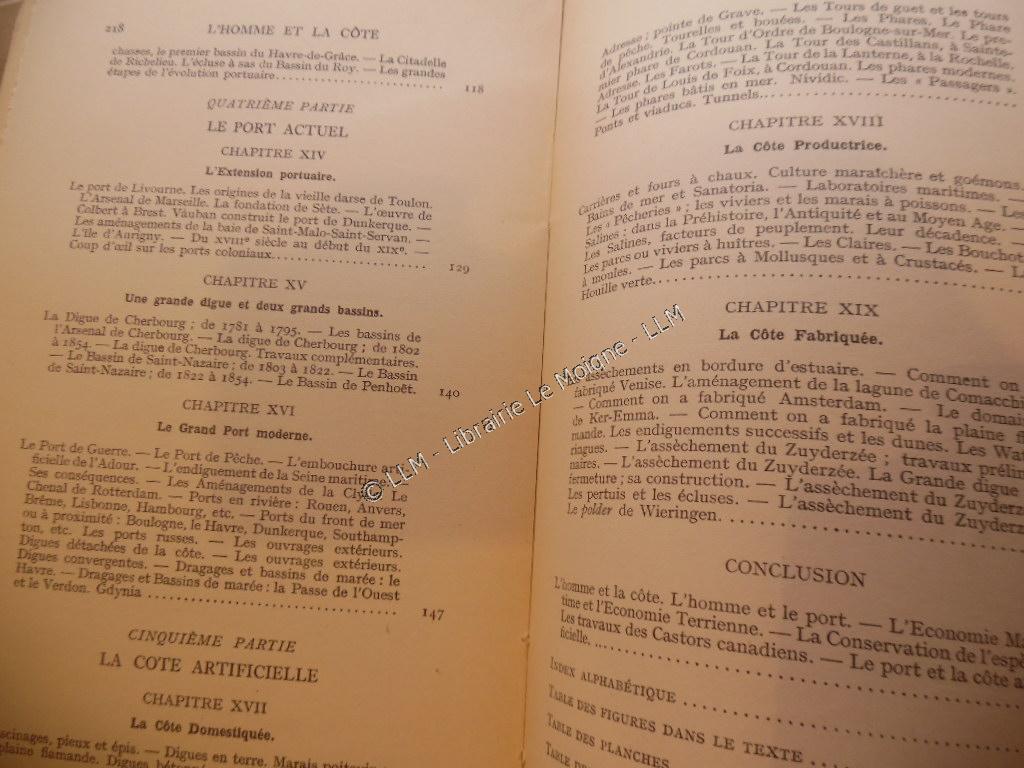 218 L'HOMME ET LA CÔTE
chasses, le premier bassin du Havre-de-Grâce. — La Citadelle
de Richelieu. L'écluse à sas du Bassin du Roy. — Les grandes
étapes de l'évolution portuaire 118
QUATRIÈME PARTIE
LE PORT ACTUEL
CHAPITRE XIV
L'Extension portuaire.
Le port de Livourne. Les origines de la vieille darse de Toulon.
L'Arsenal de Marseille. La fondation de Sète. — L'œuvre de
Colbert à Brest. Vauban construit le port de Dunkerque. —
Les aménagements de la baie de Saint-Malo-Saint-Servan. —
L'île d'Aurigny. — Du XVIIIe siècle au début du XIXe. —
Coup d'œil sur les ports coloniaux 129
CHAPITRE XV
Une grande digue et deux grands bassins.
La Digue de Cherbourg ; de 1781 à 1795. — Les bassins de
l'Arsenal de Cherbourg. — La digue de Cherbourg ; de 1802
à 1854. — La digue de Cherbourg. Travaux complémentaires.
— Le Bassin de Saint-Nazaire ; de 1803 à 1822. — Le Bassin
de Saint-Nazaire ; de 1822 à 1854. — Le Bassin de Penhoët. 140
CHAPITRE XVI
Le Grand Port moderne.
Le Port de Guerre. — Le Port de Pêche. — L'embouchure arti-
ficielle de l'Adour. — L'endiguement de la Seine maritime.
Ses conséquences. — Les Aménagements de la Le
Chenal de Rotterdam. — Ports en rivière : Rouen, Anvers,
Brême, Lisbonne, Hambourg, etc. — Ports du front de mer
ou à proximité : Boulogne, le Havre, Dunkerque, Southamp-
ton, etc. Les ports russes. — Les ouvrages extérieurs.
Digues détachées de la côte. — Les ouvrages extérieurs.
Digues convergentes. — Dragages et bassins de marée : le
Havre. — Dragages et Bassins de marée : la Passe de l'Ouest
et le Verdon. Gdynia 147
CINQUIÈME PARTIE
LA COTE ARTIFICIELLE
CHAPITRE XVII
La Côte Domestiquée.
scinages, pieux et épis. — Digues en terre. Marais poitevin
plaine flamande. Digues
Adresse ; pointe de Grave. — Les Tours de guet et les tours
de pêche. Tourelles et bouées. — Les Phares. Le Phare
d'Alexandrie. La Tour d'Ordre de Boulogne-sur-Mer. Le pre-
mier phare de Cordouan. La Tour des Castillans, à Sainte-
Adresse. Les Farots. — La Tour de la Lanterne, à la Rochelle.
La Tour de Louis de Foix, à Cordouan. Les phares modernes.
— Les phares bâtis en mer. Nividic. — Les « Passagers ».
Ponts et viaducs. Tunnels
CHAPITRE XVIII
La Côte Productrice.
Carrières et fours à chaux. Culture maraîchère et goémons.
Bains de mer et Sanatoria. — Laboratoires maritimes. —
Les « Pêcheries » ; les viviers et les marais à poissons. — Les
Salines : dans la Préhistoire, l'Antiquité et au Moyen Age. —
Les Salines, facteurs de peuplement. Leur décadence. —
Les parcs ou viviers à huîtres. — Les Claires. — Les Bouchots
à moules. — Les parcs à Mollusques et à Crustacés. — L
Houille verte
CHAPITRE XIX
La Côte Fabriquée.
assèchements en bordure d'estuaire. — Comment on
fabriqué Venise. L'aménagement de la lagune de Comacchi
— Comment on a fabriqué Amsterdam. — Le domai
de Ker-Emma. — Comment on a fabriqué la plaine fl
mande. Les endiguements successifs et les dunes. Les Wa
ringues. — L'assèchement du Zuyderzée ; travaux prélim
naires. — L'assèchement du Zuyderzée. La Grande digue
fermeture ; sa construction. — L'assèchement du Zuyderz
Les pertuis et les écluses. — L'assèchement du Zuyderz
Le polder de Wieringen.
CONCLUSION
L'homme et la côte. L'homme et le port. — L'Economie Ma
time et l'Economie Terrienne. — La Conservation de l'espè
Les travaux des Castors canadiens. — Le port et la côte a
ficielle.
INDEX ALPHABÉTIQUE
TABLE DES FIGURES DANS LE TEXTE
TABLE DES PLANCHES
© LLM - Librairie Le Moigne - LLM